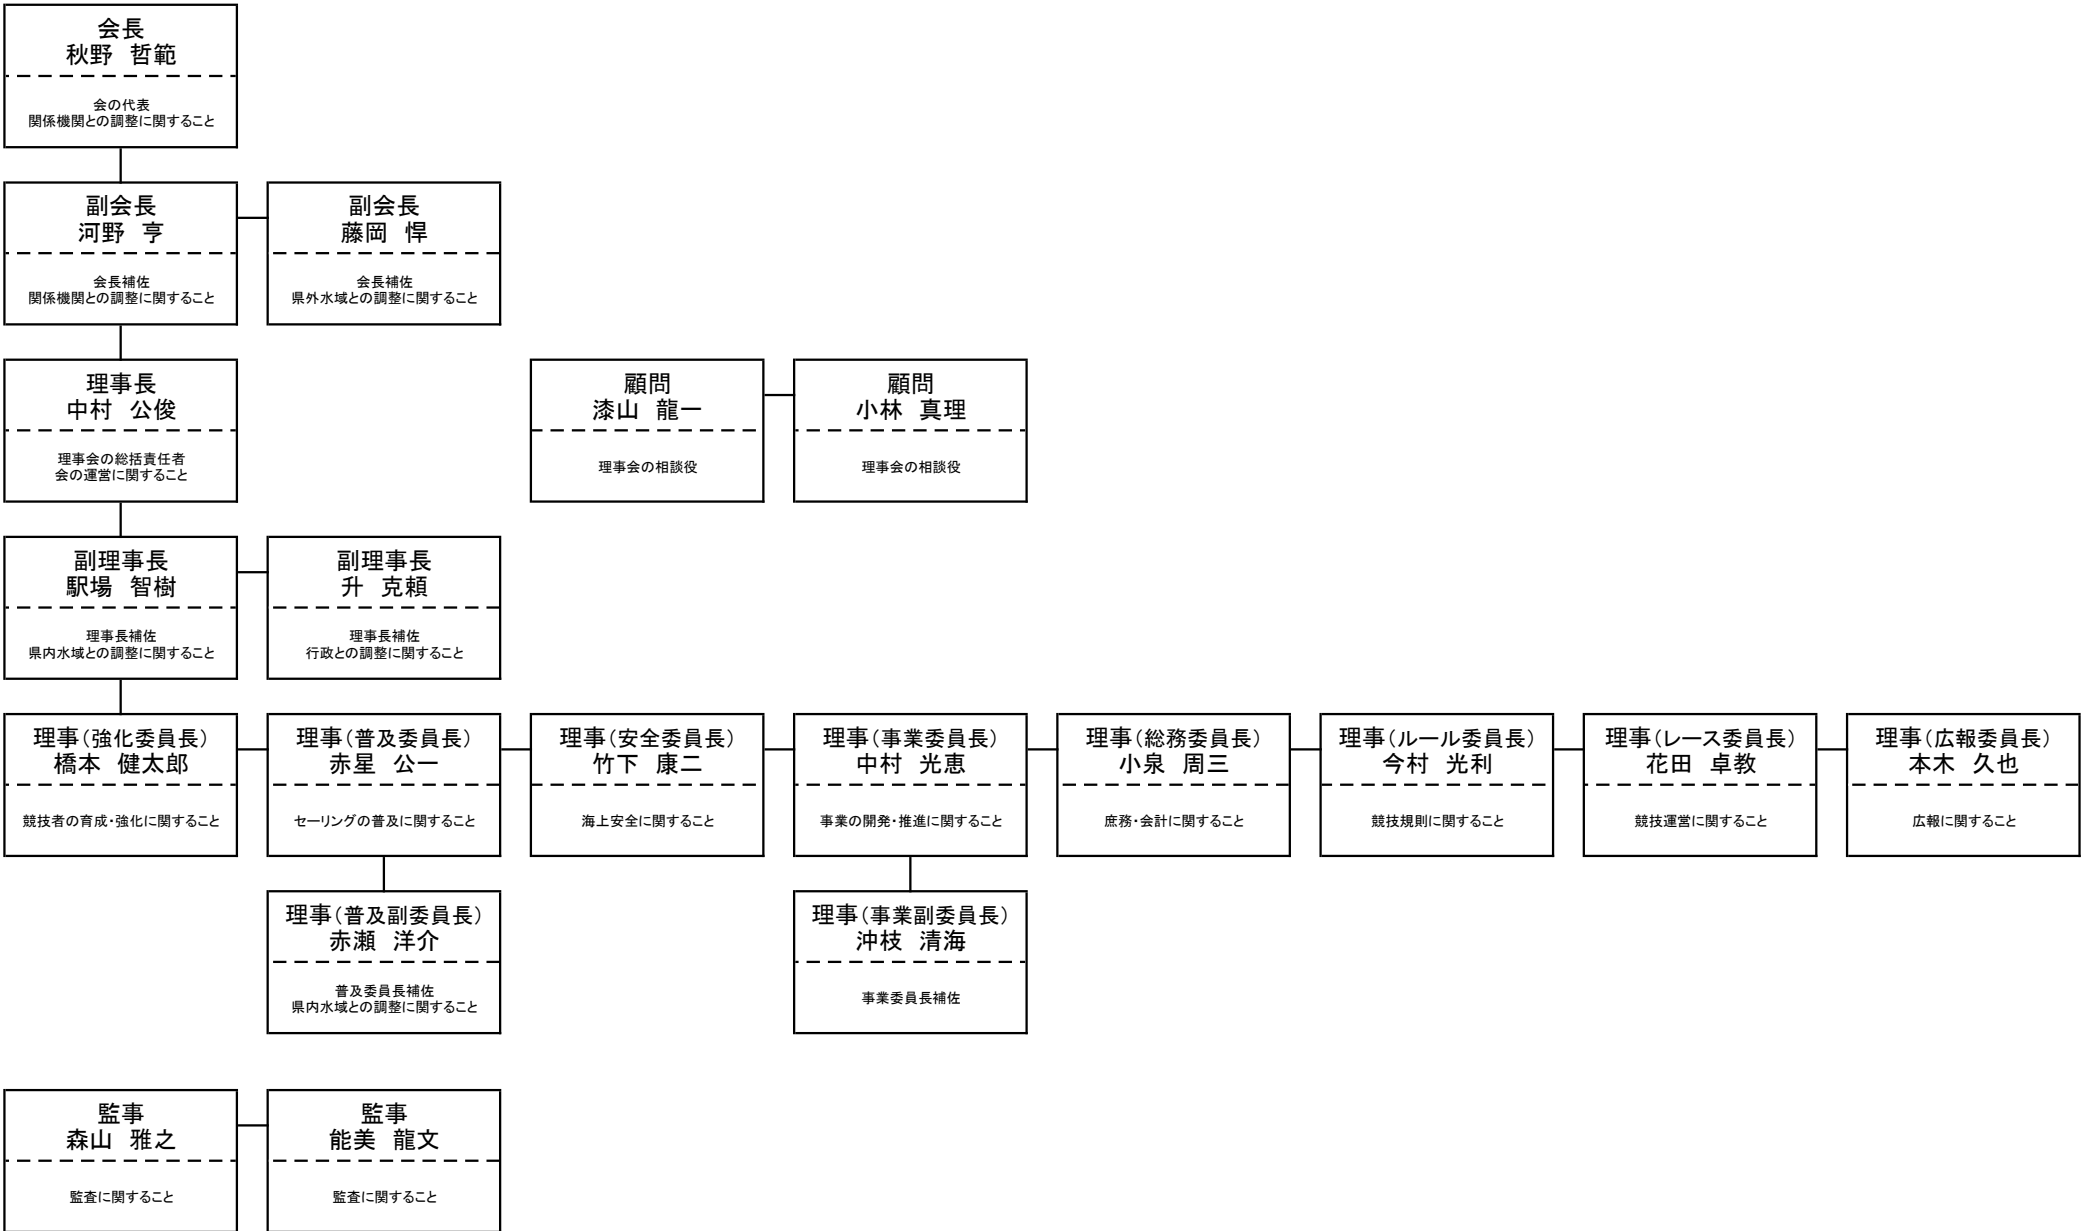 会長
秋野　哲範
会の代表
関係機関との調整に関すること
副会長
河野　亨
会長補佐
関係機関との調整に関すること
副会長
藤岡　悍
会長補佐
県外水域との調整に関すること
理事長
中村　公俊
理事会の総括責任者
会の運営に関すること
顧問
漆山　龍一
理事会の相談役
顧問
小林　真理
理事会の相談役
副理事長
駅場　智樹
理事長補佐
県内水域との調整に関すること
副理事長
升　克頼
理事長補佐
行政との調整に関すること
理事（強化委員長）
橋本　健太郎
競技者の育成・強化に関すること
理事（普及委員長）
赤星　公一
セーリングの普及に関すること
理事（安全委員長）
竹下　康二
海上安全に関すること
理事（事業委員長）
中村　光恵
事業の開発・推進に関すること
理事（総務委員長）
小泉　周三
庶務・会計に関すること
理事（ルール委員長）
今村　光利
競技規則に関すること
理事（レース委員長）
花田　卓教
競技運営に関すること
理事（広報委員長）
本木　久也
広報に関すること
理事（普及副委員長）
赤瀬　洋介
普及委員長補佐
県内水域との調整に関すること
理事（事業副委員長）
沖枝　清海
事業委員長補佐
監事
森山　雅之
監査に関すること
監事
能美　龍文
監査に関すること